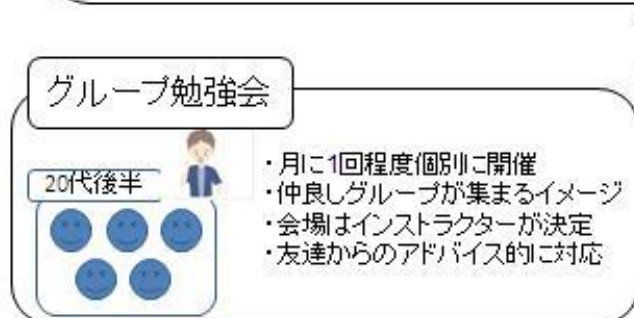 グループ勉強会
20代後半
・月に1回程度個別に開催
・仲良しグループが集まるイメージ
・会場はインストラクターが決定
・友達からのアドバイス的に対応